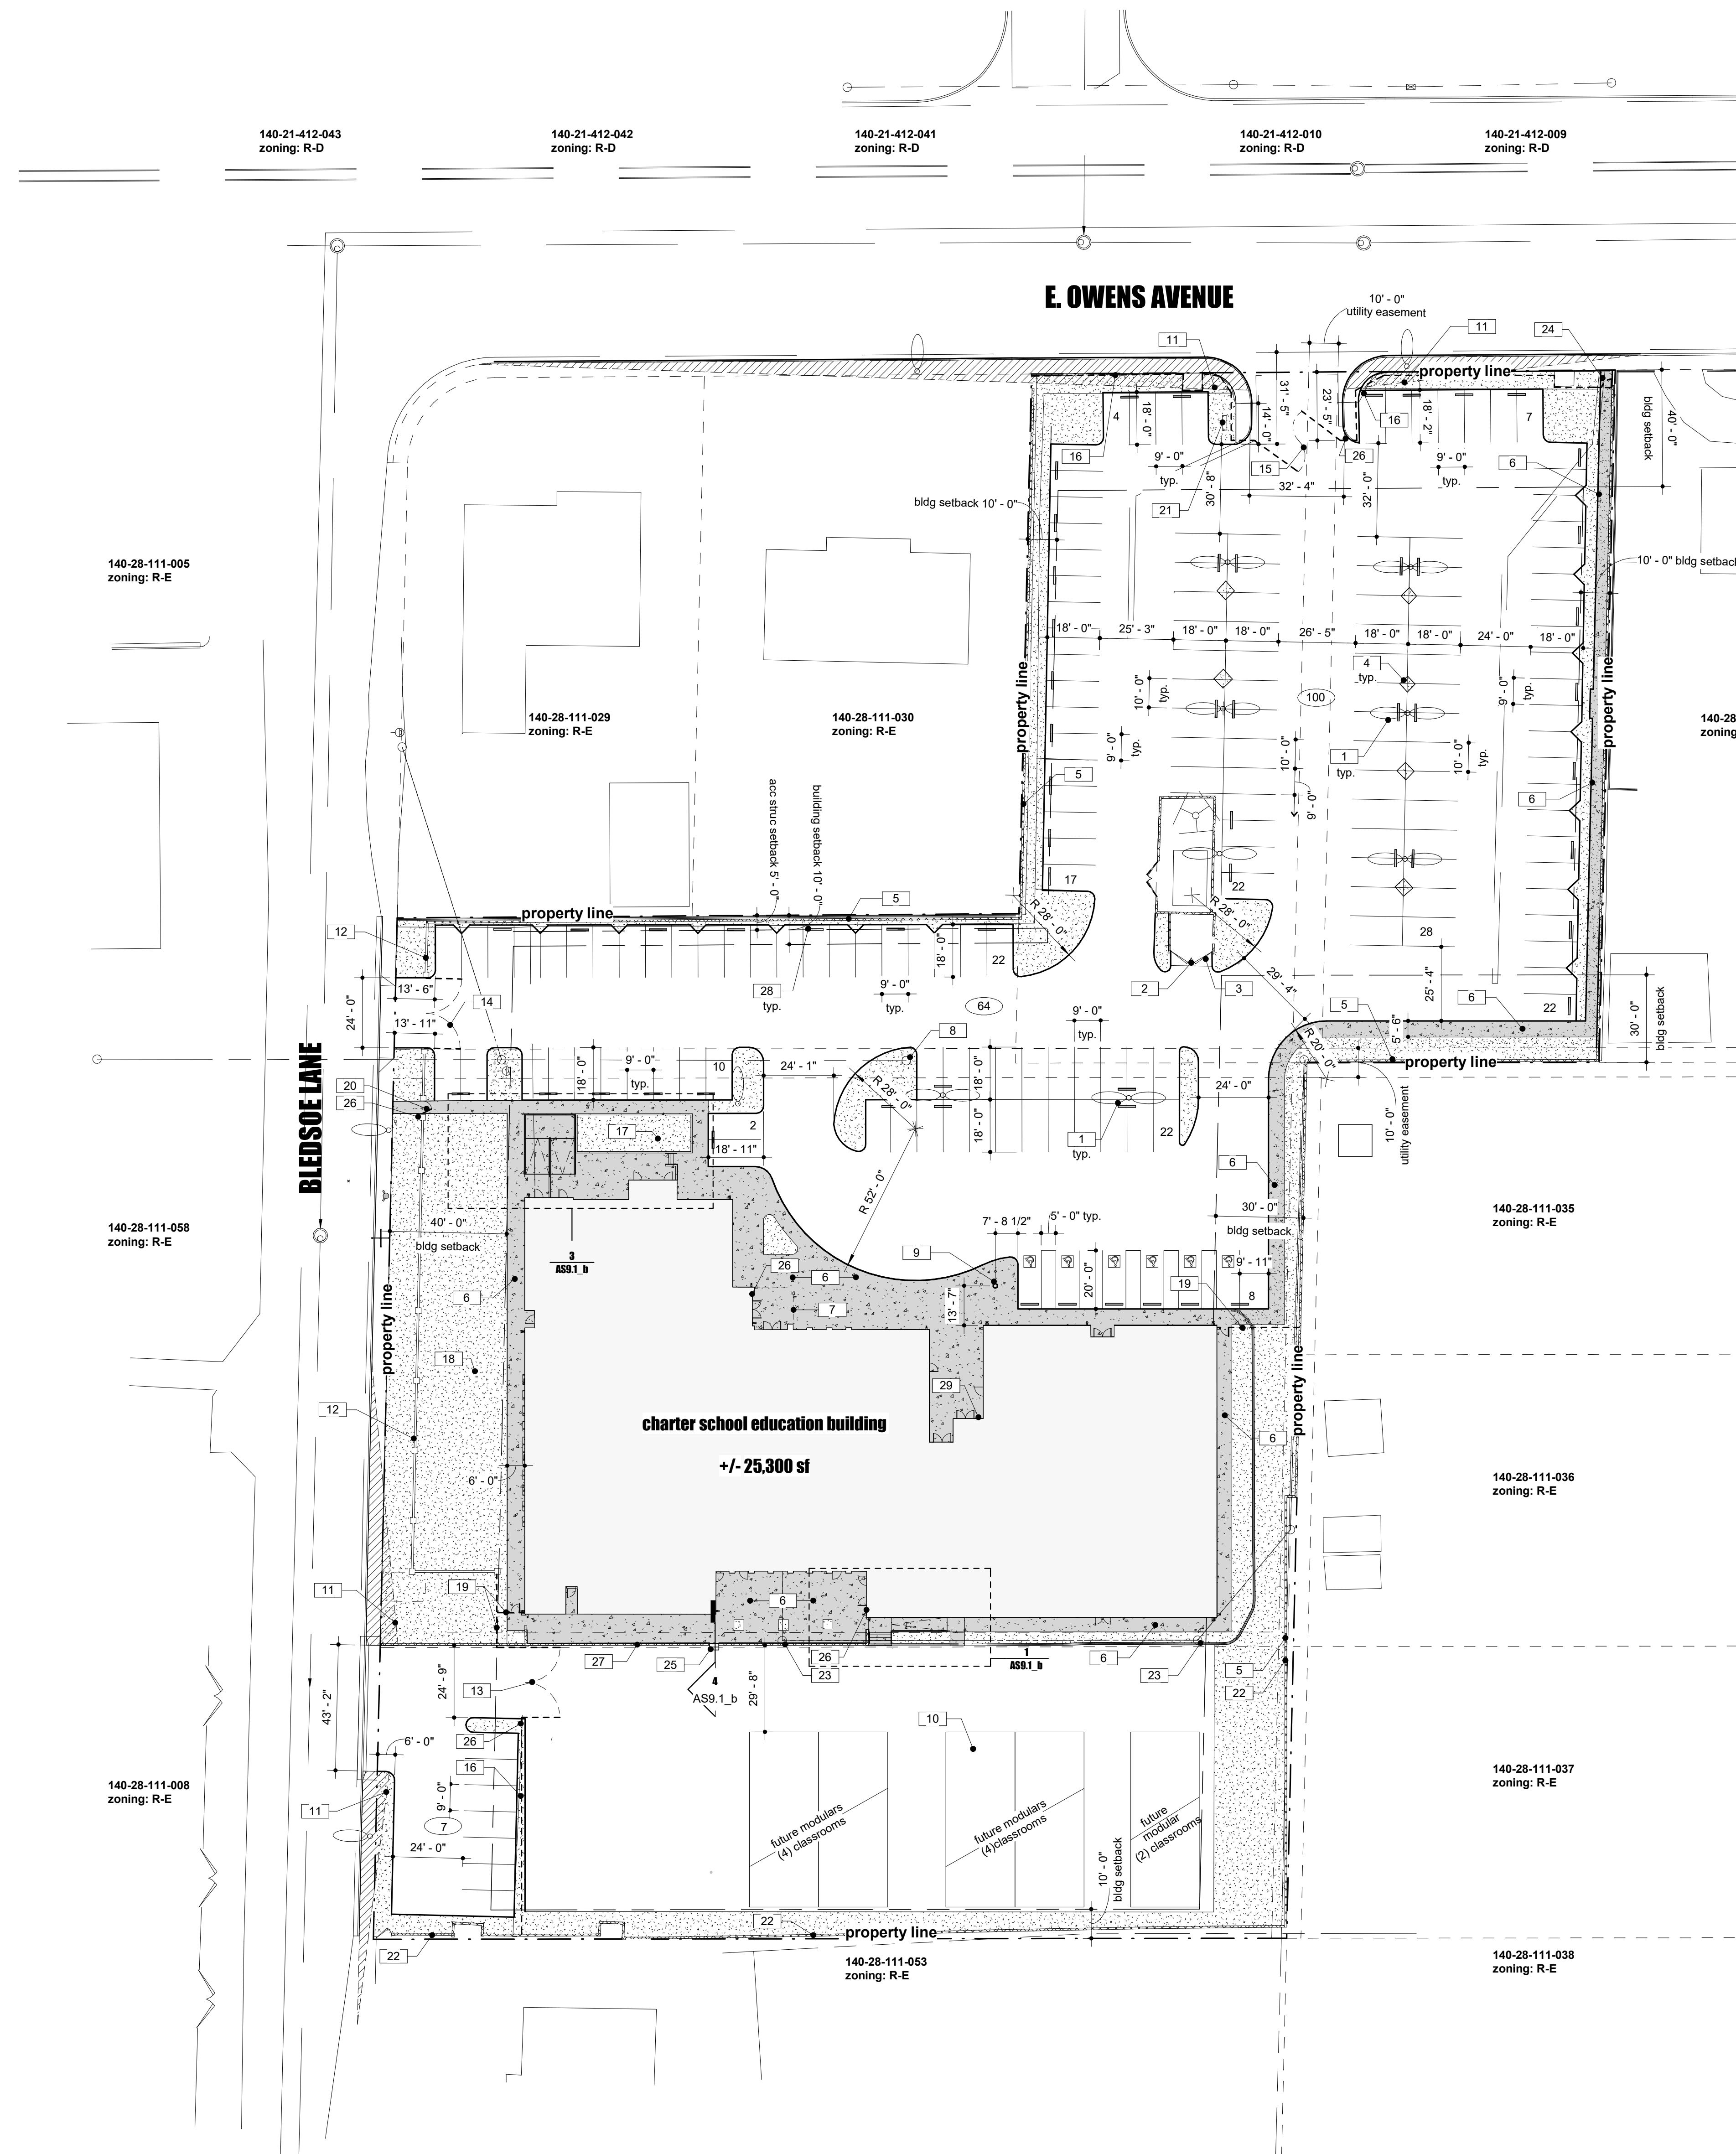 140-21-412-043
zoning: R-D
140-21-412-042
zoning: R-D
140-21-412-041
zoning: R-D
140-21-412-010
zoning: R-D
140-21-412-009
zoning: R-D
E. OWENS AVENUE
10' - 0"
utility easement
11
11
24
property line
4
18' - 0"
14' - 0"
31' - 5"
23' - 5"
18' - 2"
7
bldg setback
40' - 0"
16
16
26
15
9' - 0"
typ.
9' - 0"
typ.
6
32' - 4"
30' - 8"
32' - 0"
21
bldg setback 10' - 0"
10' - 0" bldg setback
140-28-111-005
zoning: R-E
18' - 0"
25' - 3"
18' - 0"
18' - 0"
26' - 5"
18' - 0"
18' - 0"
24' - 0"
18' - 0"
4
typ.
10' - 0"
typ.
100
9' - 0"
typ.
property line
property line
140-28-111-029
zoning: R-E
140-28-111-030
zoning: R-E
140-28
zoning
9' - 0"
typ.
10' - 0"
1
typ.
10' - 0"
typ.
5
9' - 0"
6
acc struc setback 5' - 0"
building setback 10' - 0"
17
22
R 28' - 0"
R 28' - 0"
5
property line
12
28
18' - 0"
22
29' - 4"
25' - 4"
13' - 6"
24' - 0"
14
28
typ.
9' - 0"
typ.
64
2
3
5
6
22
30' - 0"
bldg setback
13' - 11"
9' - 0"
typ.
8
5' - 6"
R 20' - 0"
property line
BLEDSOE LANE
20
26
18' - 0"
9' - 0"
typ.
10
24' - 1"
R 28' - 0"
18' - 0"
18' - 0"
24' - 0"
10' - 0"
utility easement
17
2
18' - 11"
1
typ.
22
6
R 52' - 0"
140-28-111-058
zoning: R-E
40' - 0"
bldg setback
7' - 8 1/2"
5' - 0" typ.
30' - 0"
bldg setback
140-28-111-035
zoning: R-E
3
AS9.1_b
9
26
6
9' - 11"
19
20' - 0"
8
6
7
13' - 7"
property line
18
29
property line
12
charter school education building
+/- 25,300 sf
6
6' - 0"
140-28-111-036
zoning: R-E
11
19
6
27
25
26
23
1
AS9.1_b
6
23
5
22
24' - 9"
43' - 2"
13
4
AS9.1_b
29' - 8"
10
26
6' - 0"
16
140-28-111-008
zoning: R-E
11
9' - 0"
7
24' - 0"
future modulars
(4) classrooms
future modulars
(4)classrooms
future
modular
(2) classrooms
10' - 0"
bldg setback
140-28-111-037
zoning: R-E
22
22
property line
140-28-111-053
zoning: R-E
140-28-111-038
zoning: R-E